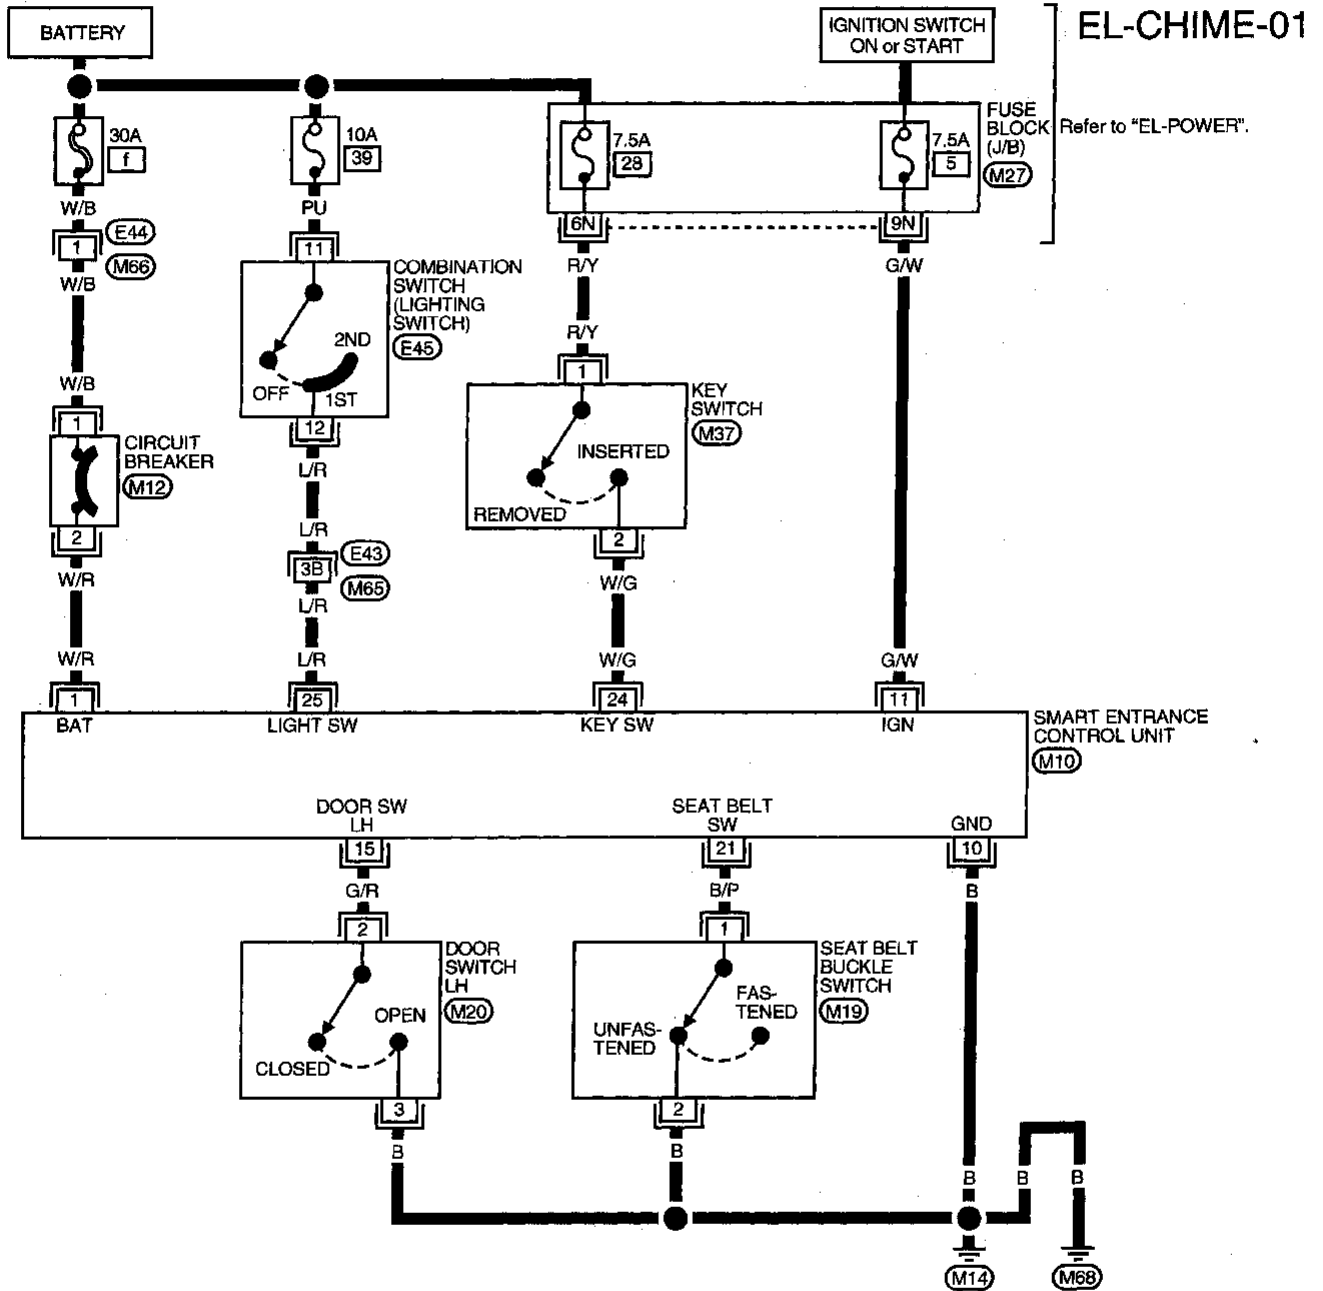 EL-CHIME-01
BATTERY
IGNITION SWITCH
ON or START
30A
f
10A
39
7.5A
28
7.5A
5
FUSE
BLOCK
(J/B)
M27
Refer to "EL-POWER".
W/B
PU
6N
9N
1
E44
M66
11
W/B
R/Y
G/W
COMBINATION
SWITCH
(LIGHTING
SWITCH)
E45
OFF
1ST
2ND
R/Y
W/B
1
1
12
KEY
SWITCH
M37
INSERTED
REMOVED
CIRCUIT
BREAKER
M12
L/R
L/R
2
2
3B
E43
M65
W/R
W/G
L/R
W/R
L/R
W/G
G/W
1
25
24
11
BAT
LIGHT SW
KEY SW
IGN
SMART ENTRANCE
CONTROL UNIT
M10
DOOR SW
LH
SEAT BELT
SW
GND
15
21
10
G/R
B/P
B
2
1
DOOR
SWITCH
LH
M20
OPEN
CLOSED
SEAT BELT
BUCKLE
SWITCH
M19
FAS-
TENED
UNFAS-
TENED
3
2
B
B
B
B
B
M14
M68